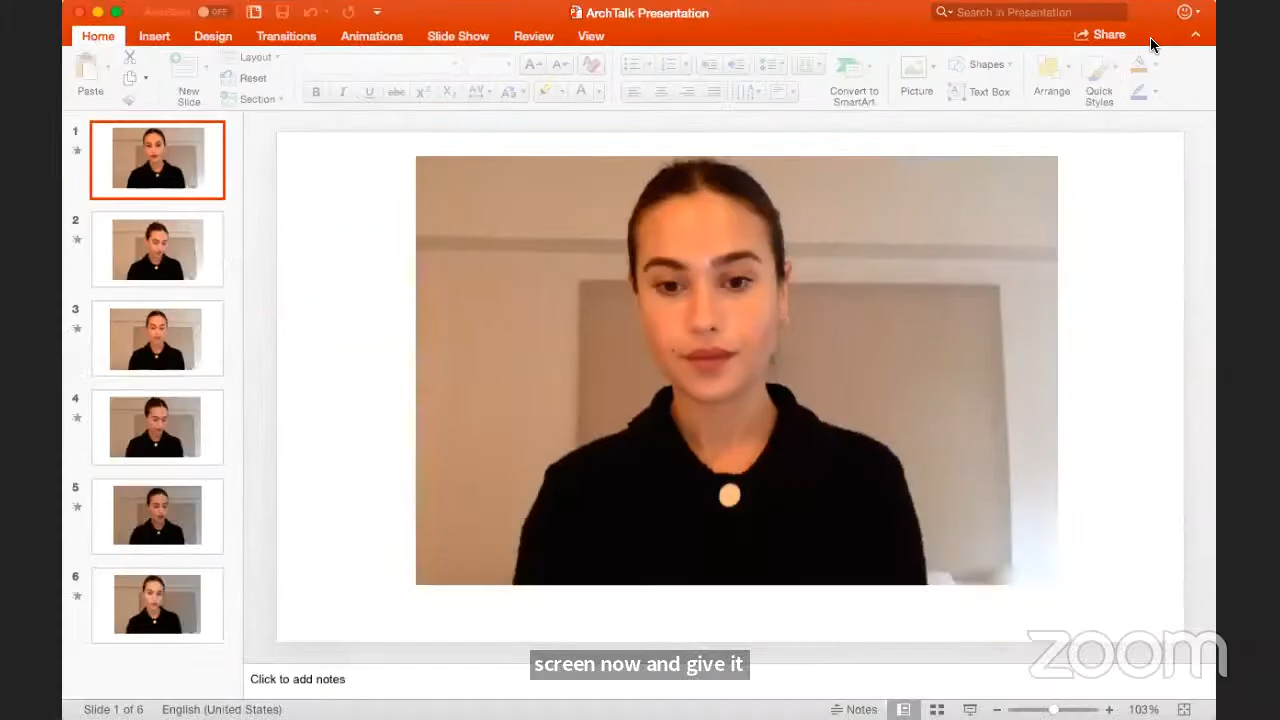 AutoSave OFF
ArchTalk Presentation
Search in Presentation
Home Insert Design Transitions Animations Slide Show Review View
Share
Paste
New
Slide
Layout
Reset
Section
Convert to
SmartArt
Picture
Shapes
Text Box
Arrange
Quick
Styles
1
2
3
4
5
6
screen now and give it
zoom
Click to add notes
Slide 1 of 6 English (United States) Notes 103%